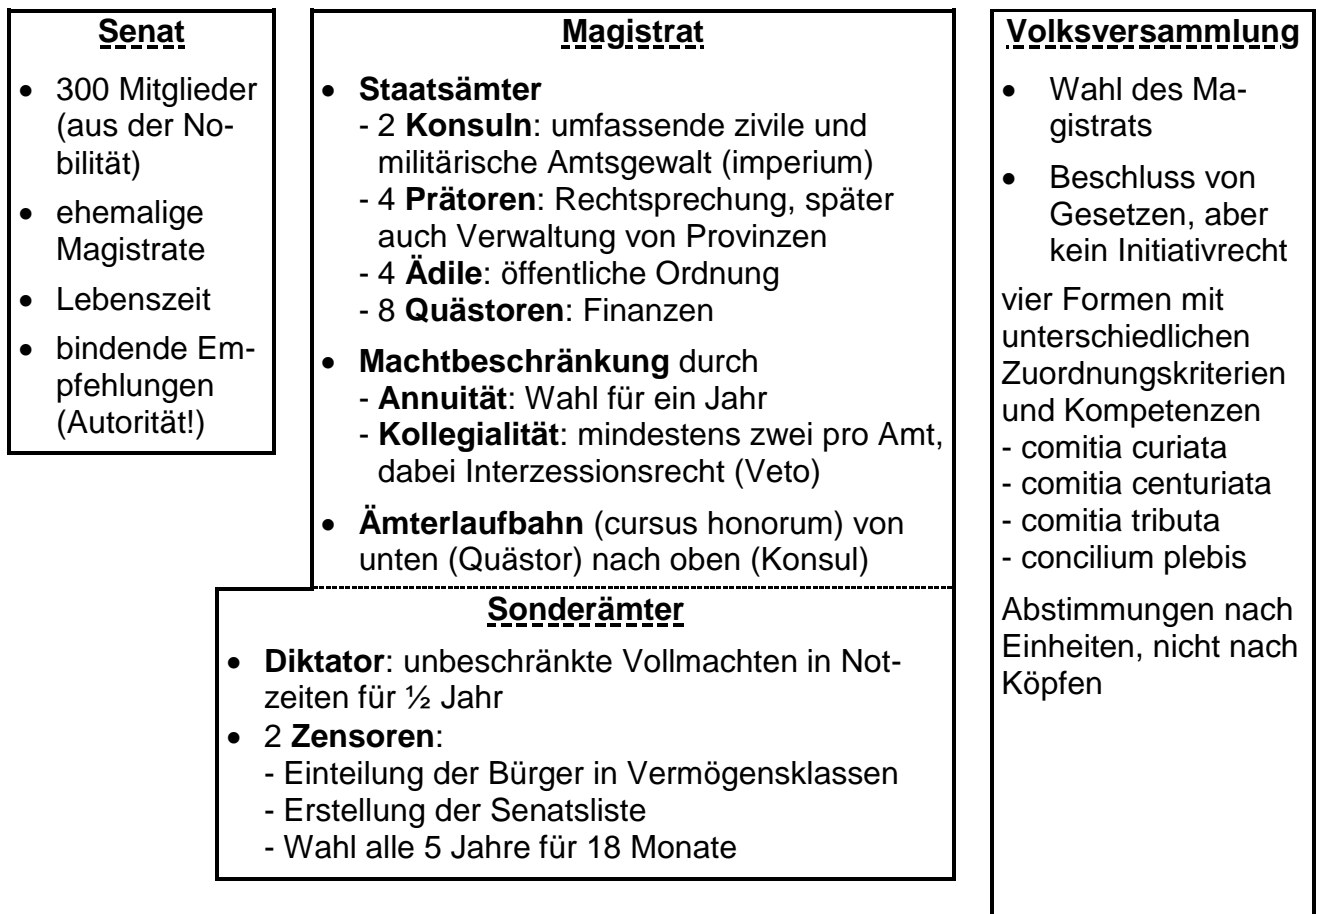 Senat
• 300 Mitglieder
(aus der No-
bilität)
• ehemalige
Magistrate
• Lebenszeit
• bindende Em-
pfehlungen
(Autorität!)
Magistrat
• Staatsämter
- 2 Konsuln: umfassende zivile und
militärische Amtsgewalt (imperium)
- 4 Prätoren: Rechtsprechung, später
auch Verwaltung von Provinzen
- 4 Ädile: öffentliche Ordnung
- 8 Quästoren: Finanzen
• Machtbeschränkung durch
- Annuität: Wahl für ein Jahr
- Kollegialität: mindestens zwei pro Amt,
dabei Interzessionsrecht (Veto)
• Ämterlaufbahn (cursus honorum) von
unten (Quästor) nach oben (Konsul)
Sonderämter
• Diktator: unbeschränkte Vollmachten in Not-
zeiten für ½ Jahr
• 2 Zensoren:
- Einteilung der Bürger in Vermögensklassen
- Erstellung der Senatsliste
- Wahl alle 5 Jahre für 18 Monate
Volksversammlung
• Wahl des Ma-
gistrats
• Beschluss von
Gesetzen, aber
kein Initiativrecht
vier Formen mit
unterschiedlichen
Zuordnungskriterien
und Kompetenzen
- comitia curiata
- comitia centuriata
- comitia tributa
- concilium plebis
Abstimmungen nach
Einheiten, nicht nach
Köpfen